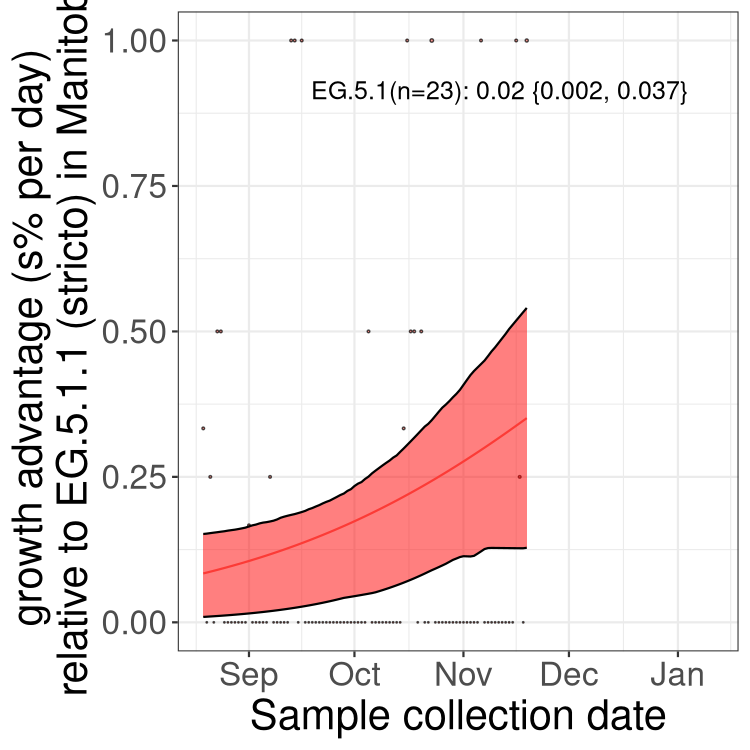 growth advantage (s% per day)
relative to EG.5.1.1 (stricto) in Manitob
1.00
0.75
0.50
0.25
0.00
EG.5.1(n=23): 0.02 {0.002, 0.037}
Sep Oct Nov Dec Jan
Sample collection date